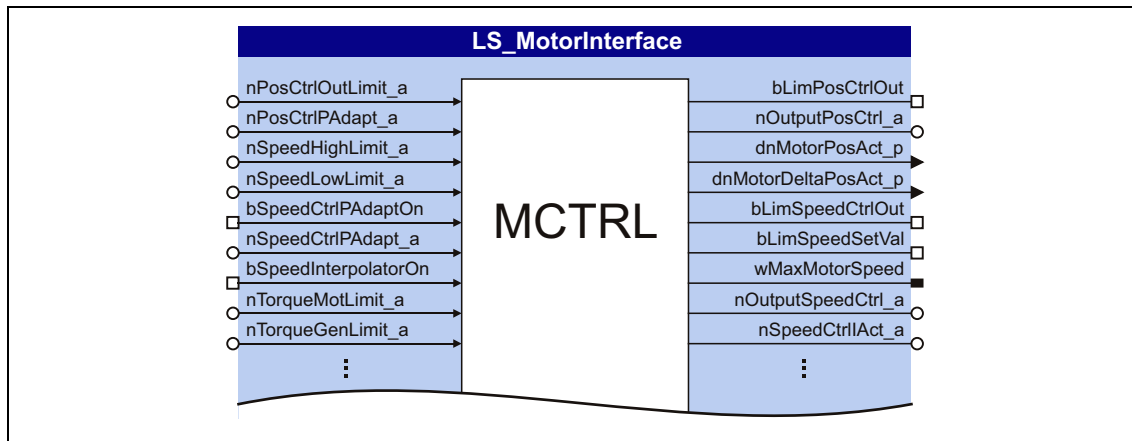 LS_MotorInterface
nPosCtrlOutLimit_a
nPosCtrlPAdapt_a
nSpeedHighLimit_a
nSpeedLowLimit_a
bSpeedCtrlPAdaptOn
nSpeedCtrlPAdapt_a
bSpeedInterpolatorOn
nTorqueMotLimit_a
nTorqueGenLimit_a
MCTRL
bLimPosCtrlOut
nOutputPosCtrl_a
dnMotorPosAct_p
dnMotorDeltaPosAct_p
bLimSpeedCtrlOut
bLimSpeedSetVal
wMaxMotorSpeed
nOutputSpeedCtrl_a
nSpeedCtrlIAct_a